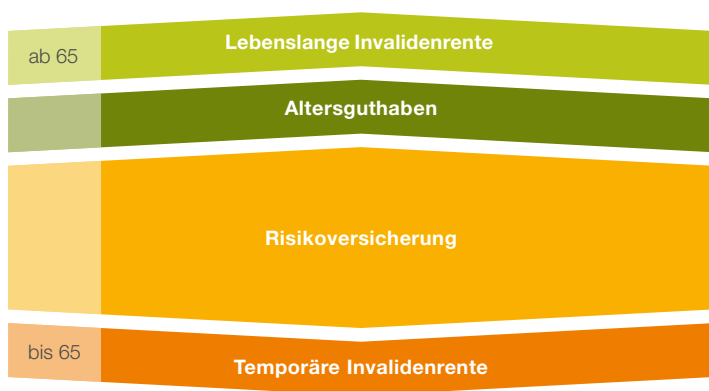 Lebenslange Invalidenrente
ab 65
Altersguthaben
Risikoversicherung
bis 65
Temporäre Invalidenrente